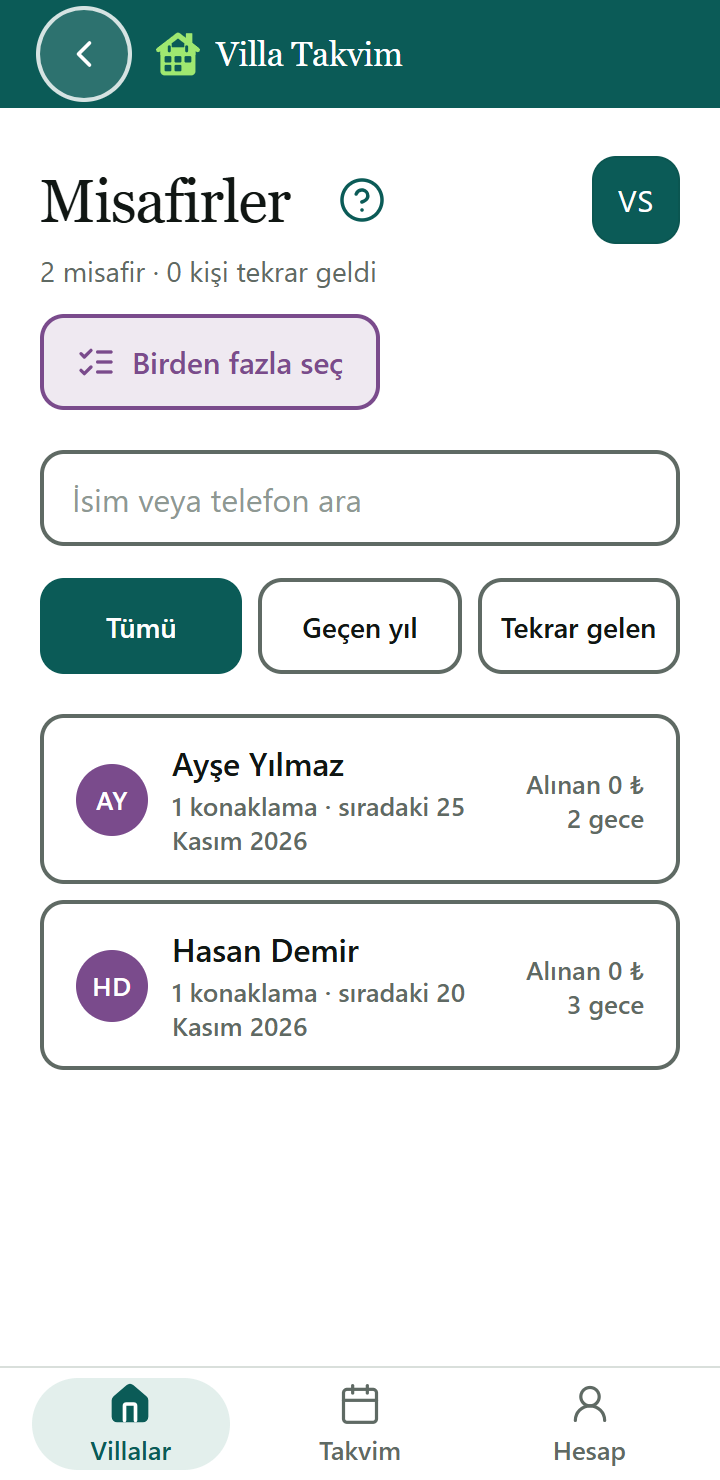 Villa Takvim
Misafirler
?
VS
2 misafir · 0 kişi tekrar geldi
Birden fazla seç
İsim veya telefon ara
Tümü
Geçen yıl
Tekrar gelen
AY
Ayşe Yılmaz
1 konaklama · sıradaki 25
Kasım 2026
Alınan 0 ₺
2 gece
HD
Hasan Demir
1 konaklama · sıradaki 20
Kasım 2026
Alınan 0 ₺
3 gece
Villalar
Takvim
Hesap